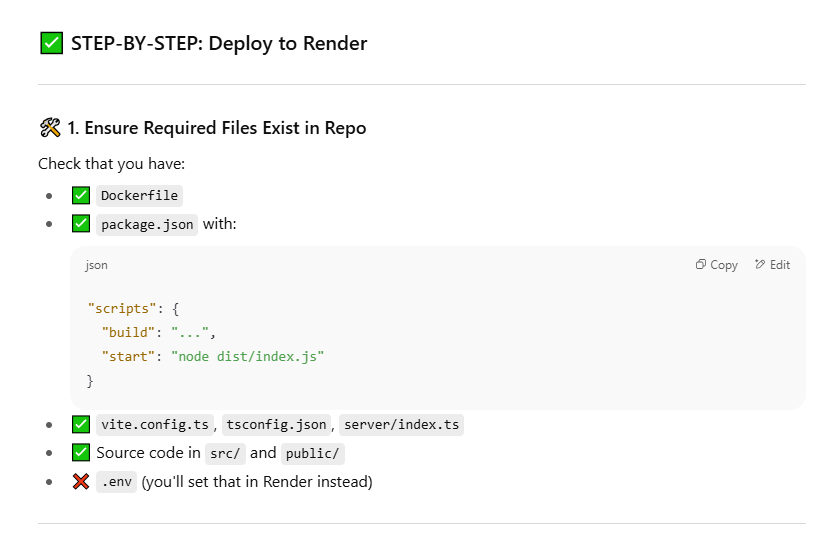 ✅ STEP-BY-STEP: Deploy to Render
🛠 1. Ensure Required Files Exist in Repo
Check that you have:
• ✅ Dockerfile
• ✅ package.json with:
json Copy Edit
"scripts": {
"build": "...",
"start": "node dist/index.js"
}
• ✅ vite.config.ts, tsconfig.json, server/index.ts
• ✅ Source code in src/ and public/
• ❌ .env (you'll set that in Render instead)